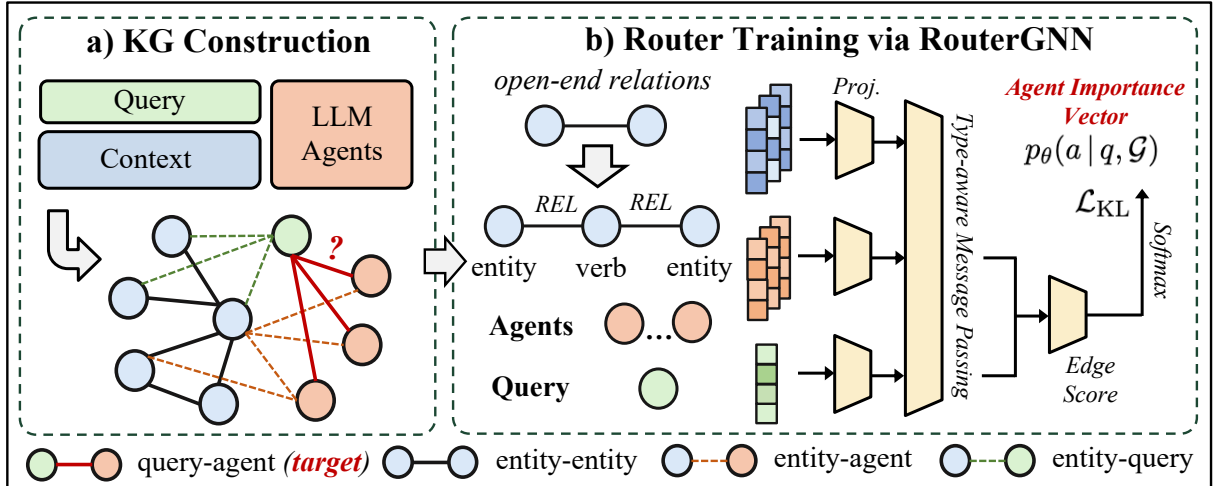 a) KG Construction
Query
Context
LLM
Agents
?
b) Router Training via RouterGNN
open-end relations
REL REL
entity verb entity
Agents
...
Query
Proj.
Type-aware Message Passing
Edge
Score
Softmax
Agent Importance
Vector
pθ(a | q, 𝒢)
ℒKL
query-agent (target)
entity-entity
entity-agent
entity-query